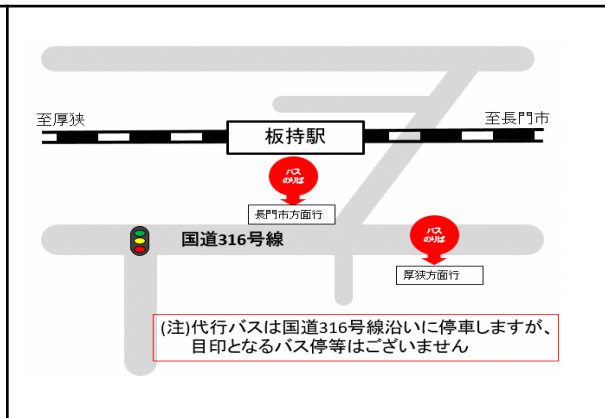 至厚狭
至長門市
板持駅
バス
のりば
長門市方面行
国道316号線
バス
のりば
厚狭方面行
(注)代行バスは国道316号線沿いに停車しますが、
目印となるバス停等はございません